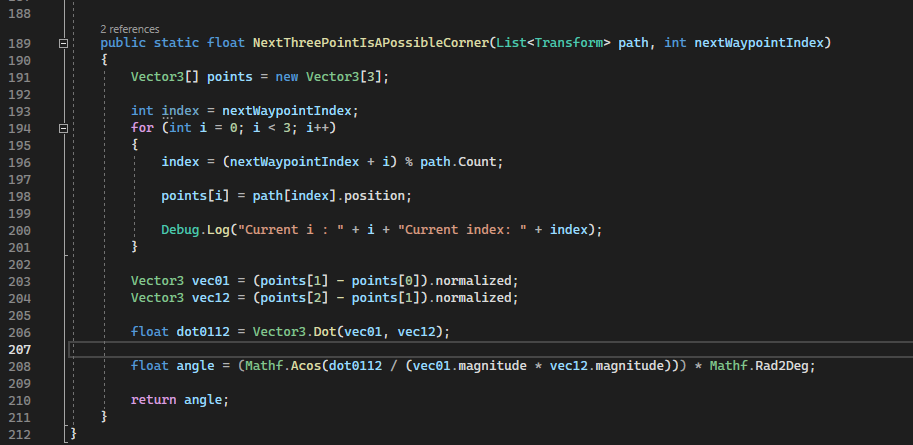 188
2 references
189 public static float NextThreePointIsAPossibleCorner(List<Transform> path, int nextWaypointIndex)
190 {
191 Vector3[] points = new Vector3[3];
192
193 int index = nextWaypointIndex;
194 for (int i = 0; i < 3; i++)
195 {
196 index = (nextWaypointIndex + i) % path.Count;
197
198 points[i] = path[index].position;
199
200 Debug.Log("Current i : " + i + "Current index: " + index);
201 }
202
203 Vector3 vec01 = (points[1] - points[0]).normalized;
204 Vector3 vec12 = (points[2] - points[1]).normalized;
205
206 float dot0112 = Vector3.Dot(vec01, vec12);
207
208 float angle = (Mathf.Acos(dot0112 / (vec01.magnitude * vec12.magnitude))) * Mathf.Rad2Deg;
209
210 return angle;
211 }
212 }